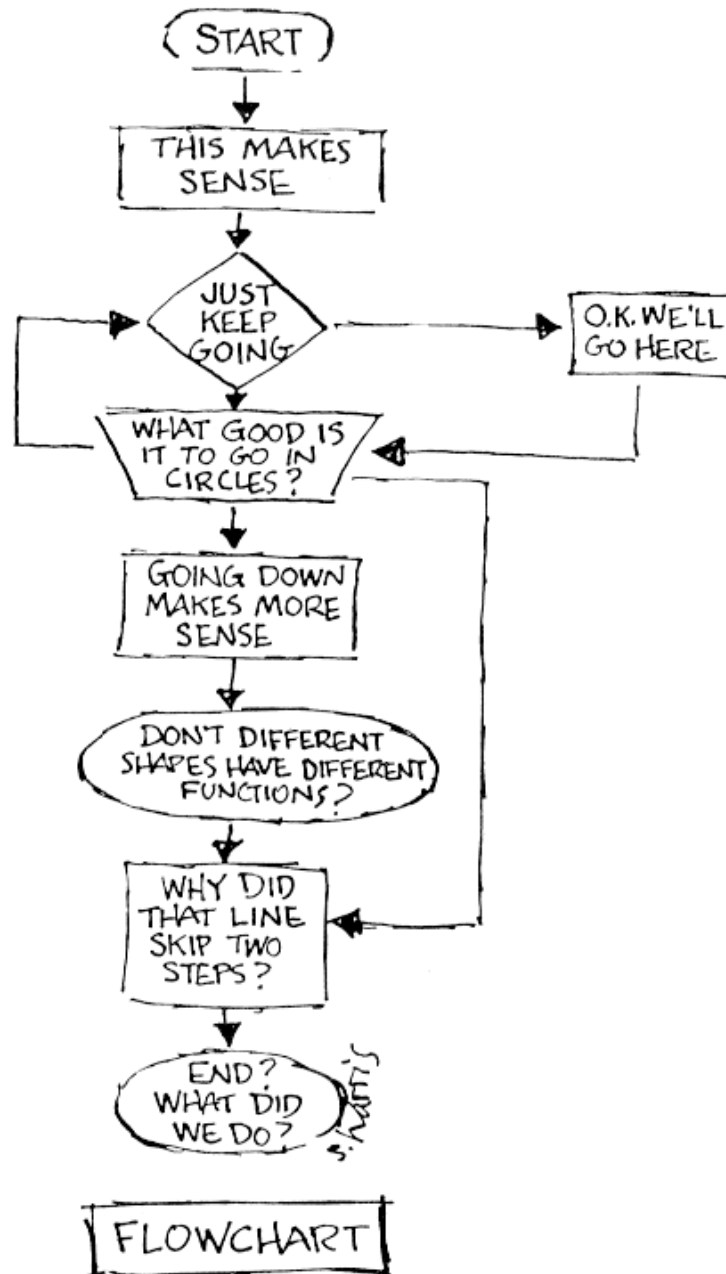 START
THIS MAKES
SENSE
JUST
KEEP
GOING
O.K. WE'LL
GO HERE
WHAT GOOD IS
IT TO GO IN
CIRCLES?
GOING DOWN
MAKES MORE
SENSE
DON'T DIFFERENT
SHAPES HAVE DIFFERENT
FUNCTIONS?
WHY DID
THAT LINE
SKIP TWO
STEPS?
END?
WHAT DID
WE DO?
S. Harris
FLOWCHART